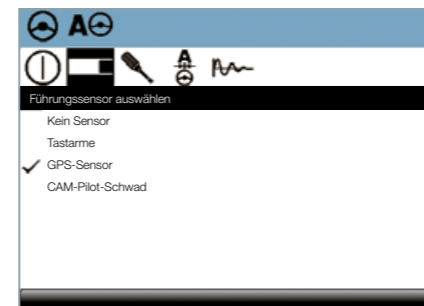 A
A
Führungssensor auswählen
Kein Sensor
Tastarme
GPS-Sensor
CAM-Pilot-Schwad